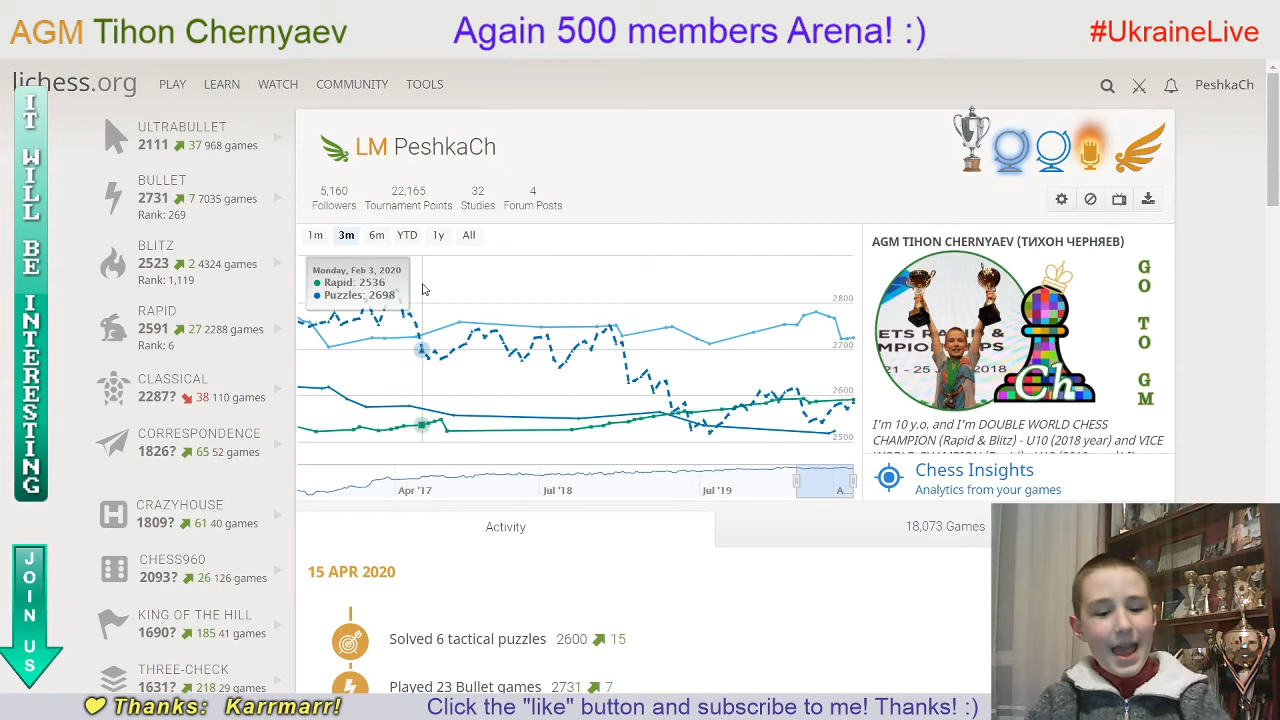 AGM Tihon Chernyaev
Again 500 members Arena! :)
#UkraineLive
lichess.org PLAY LEARN WATCH COMMUNITY TOOLS PeshkaCh
IT WILL BE INTERESTING
JOIN US
ULTRABULLET
2111 37 968 games
BULLET
2731 7 7035 games
Rank: 269
BLITZ
2523 2 4324 games
Rank: 1,119
RAPID
2591 27 2288 games
Rank: 6
CLASSICAL
2287? 38 110 games
CORRESPONDENCE
1826? 65 52 games
CRAZYHOUSE
1809? 61 40 games
CHESS960
2093? 26 126 games
KING OF THE HILL
1690? 185 41 games
THREE-CHECK
1631? 218 29 games
LM PeshkaCh
5,160 22,165 32 4
Followers Tournament Points Studies Forum Posts
1m 3m 6m YTD 1y All
Monday, Feb 3, 2020
Rapid: 2536
Puzzles: 2698
2800
2700
2600
2500
Apr '17 Jul '18 Jul '19 A...
AGM TIHON CHERNYAEV (ТИХОН ЧЕРНЯЕВ)
ETS RAPID &
MPIONS
21 - 25 2018
Ch
GO TO GM
I'm 10 y.o. and I'm DOUBLE WORLD CHESS
CHAMPION (Rapid & Blitz) - U10 (2018 year) and VICE
Chess Insights
Analytics from your games
Activity 18,073 Games
15 APR 2020
Solved 6 tactical puzzles 2600 15
Played 23 Bullet games 2731 7
Thanks: Karrmarr!
Click the "like" button and subscribe to me! Thanks! :)